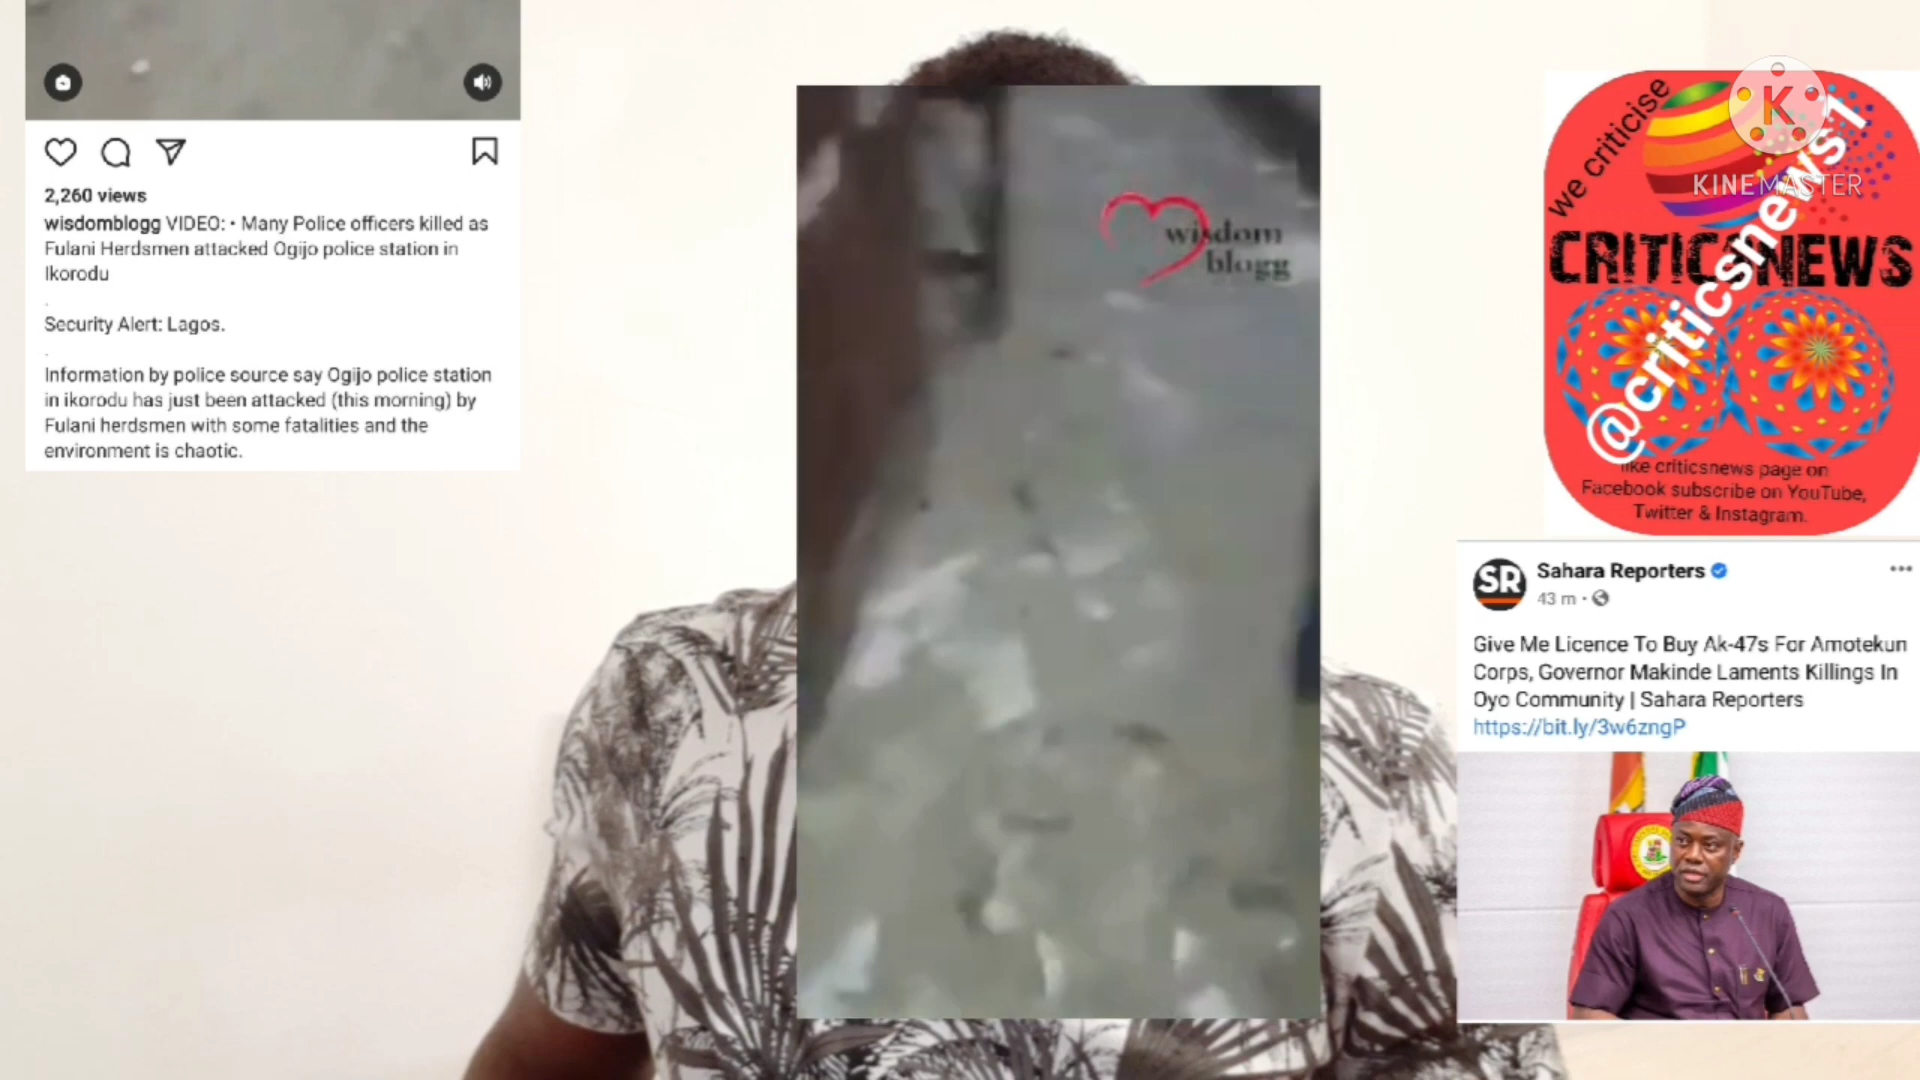 2,260 views
wisdomblogg VIDEO: • Many Police officers killed as
Fulani Herdsmen attacked Ogijo police station in
Ikorodu
.
Security Alert: Lagos.
.
Information by police source say Ogijo police station
in ikorodu has just been attacked (this morning) by
Fulani herdsmen with some fatalities and the
environment is chaotic.
wisdom
blogg
we criticise
K
KINEMASTER
CRITICSNEWS
@criticsnews1
like criticsnews page on
Facebook subscribe on YouTube,
Twitter & Instagram.
SR
Sahara Reporters
43 m •
Give Me Licence To Buy Ak-47s For Amotekun
Corps, Governor Makinde Laments Killings In
Oyo Community | Sahara Reporters
https://bit.ly/3w6zngP